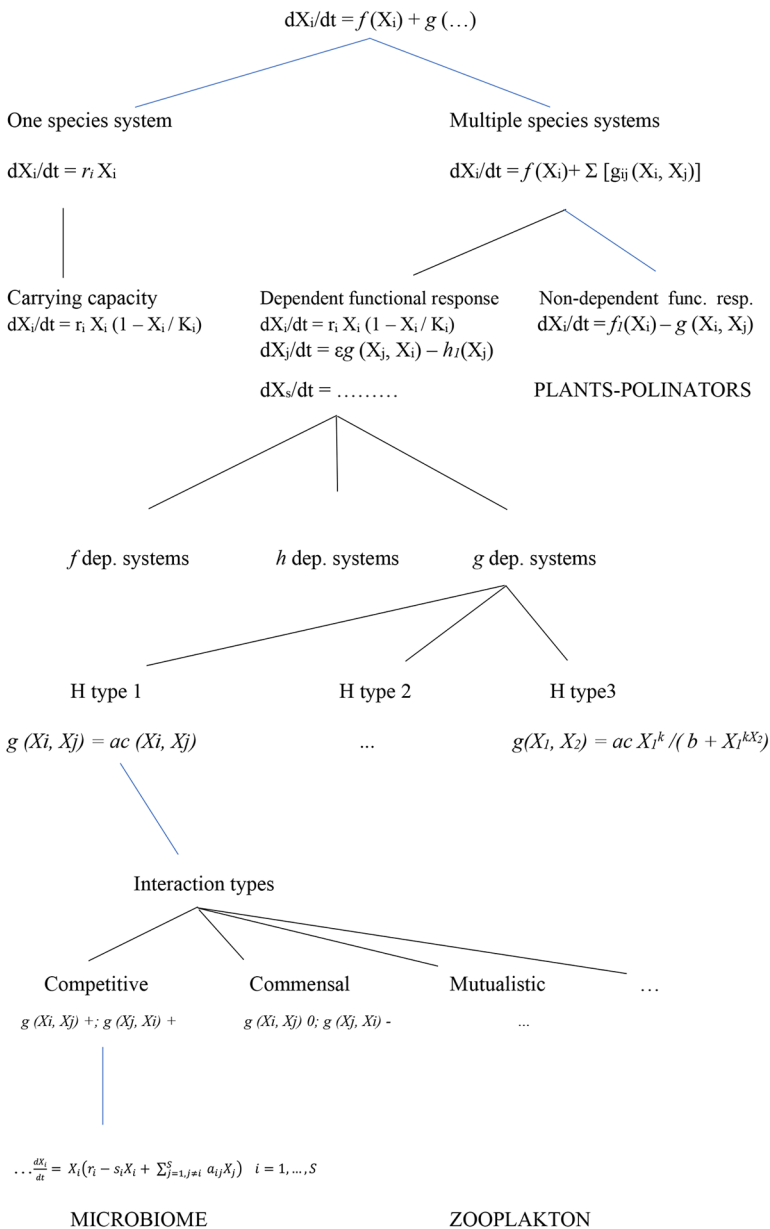 dXi/dt = f (Xi) + g (…)
One species system
Multiple species systems
dXi/dt = ri Xi
dXi/dt = f (Xi)+ Σ [gij (Xi, Xj)]
Carrying capacity
dXi/dt = ri Xi (1 – Xi / Ki)
Dependent functional response
dXi/dt = ri Xi (1 – Xi / Ki)
dXj/dt = εg (Xj, Xi) – h1(Xj)
dXs/dt = ………
Non-dependent func. resp.
dXi/dt = f1(Xi) – g (Xi, Xj)
PLANTS-POLINATORS
f dep. systems
h dep. systems
g dep. systems
H type 1
H type 2
H type3
g (Xi, Xj) = ac (Xi, Xj)
...
g(X1, X2) = ac X1^k /( b + X1^kX2)
Interaction types
Competitive
Commensal
Mutualistic
…
g (Xi, Xj) +; g (Xj, Xi) +
g (Xi, Xj) 0; g (Xj, Xi) -
...
…dXi/dt = Xi(ri − siXi + ∑_{j=1,j≠i}^{S} aijXj) i = 1, … , S
MICROBIOME
ZOOPLAKTON